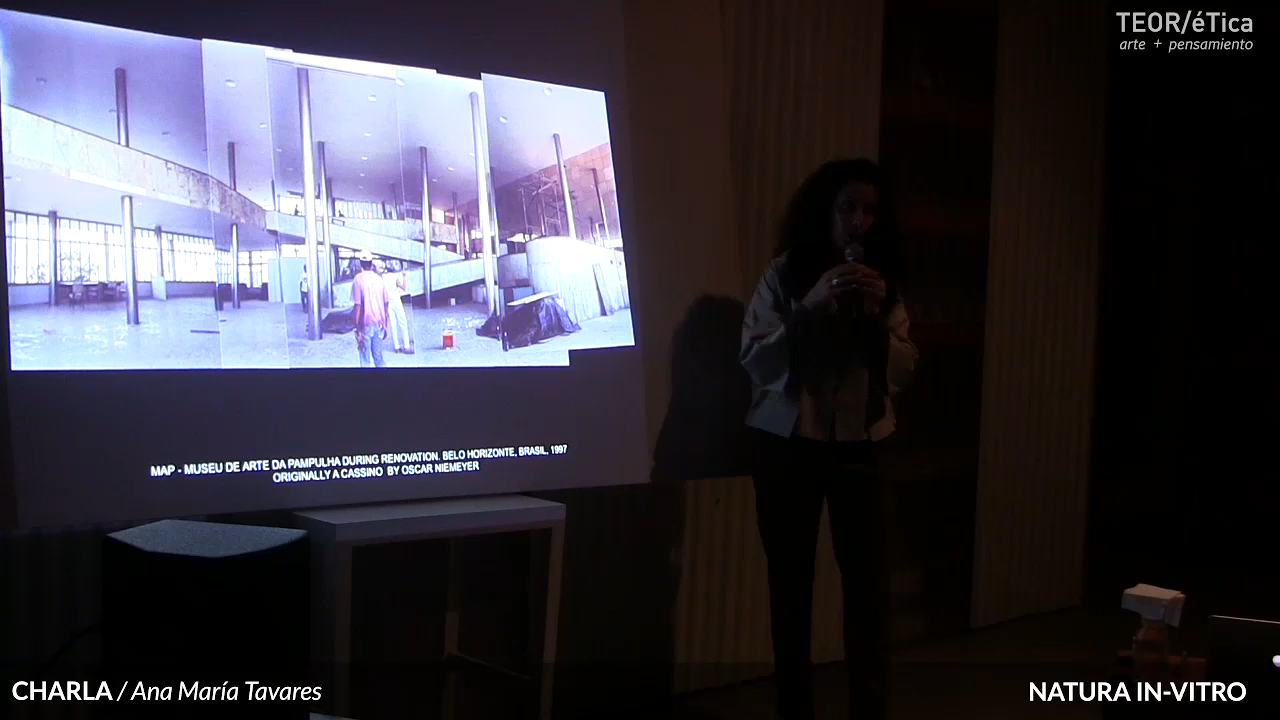 TEOR/éTica
arte + pensamiento
MAP - MUSEU DE ARTE DA PAMPULHA DURING RENOVATION. BELO HORIZONTE, BRASIL, 1997
ORIGINALLY A CASSINO BY OSCAR NIEMEYER
CHARLA / Ana María Tavares
NATURA IN-VITRO